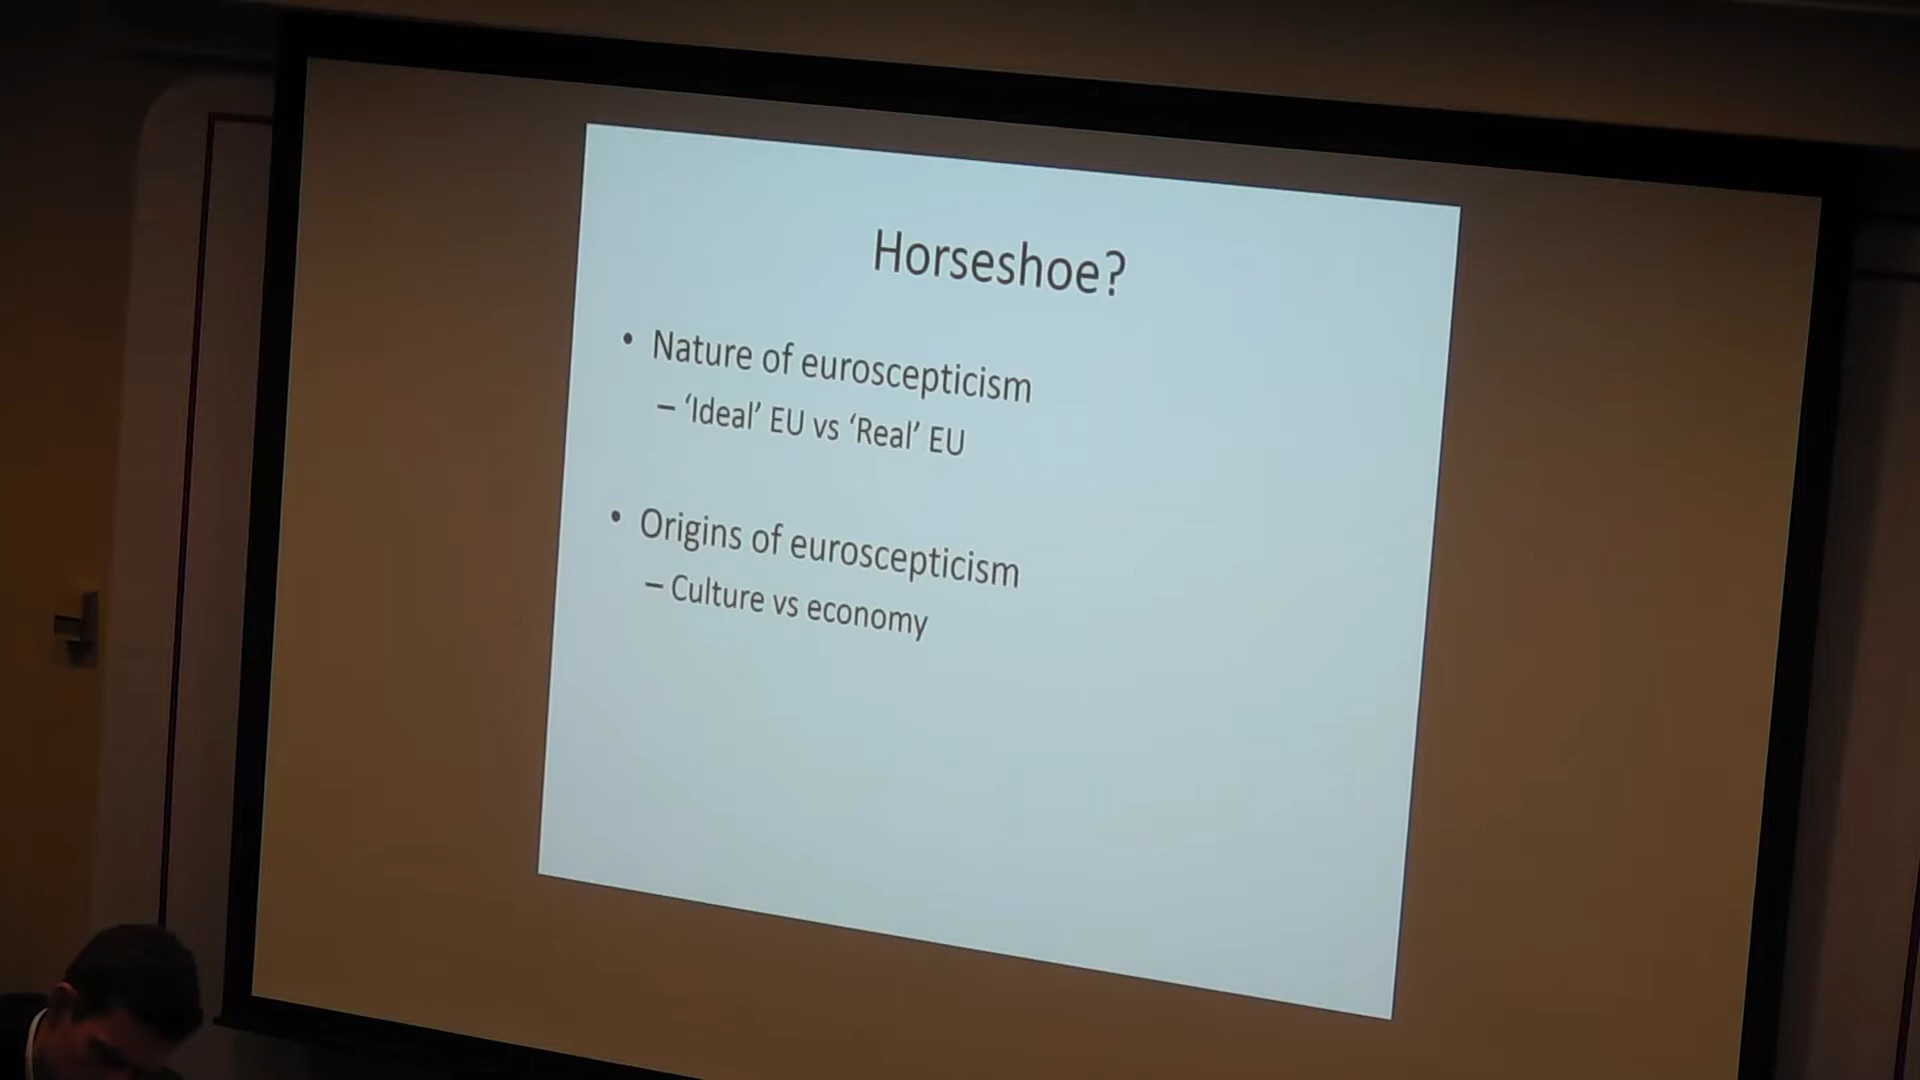 Horseshoe?
• Nature of euroscepticism
– ‘Ideal’ EU vs ‘Real’ EU
• Origins of euroscepticism
– Culture vs economy